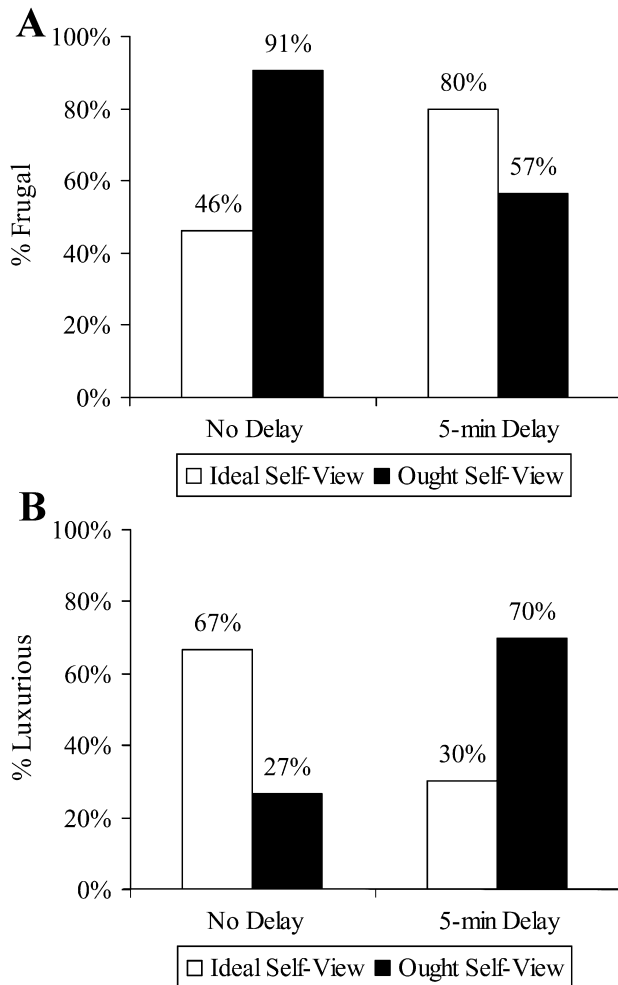 A
100%
91%
80%
80%
60%
57%
46%
40%
20%
0%
% Frugal
No Delay 5-min Delay
Ideal Self-View Ought Self-View
B
100%
80%
70%
67%
60%
40%
30%
27%
20%
0%
% Luxurious
No Delay 5-min Delay
Ideal Self-View Ought Self-View